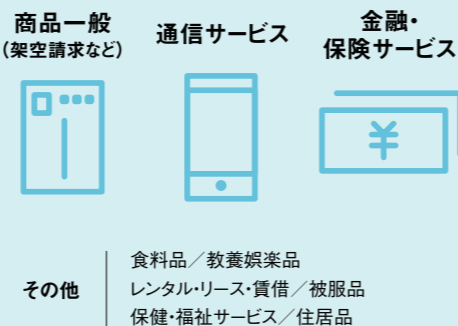 商品一般
（架空請求など）
通信サービス
金融・
保険サービス
¥
その他
食料品／教養娯楽品
レンタル・リース・賃借／被服品
保健・福祉サービス／住居品